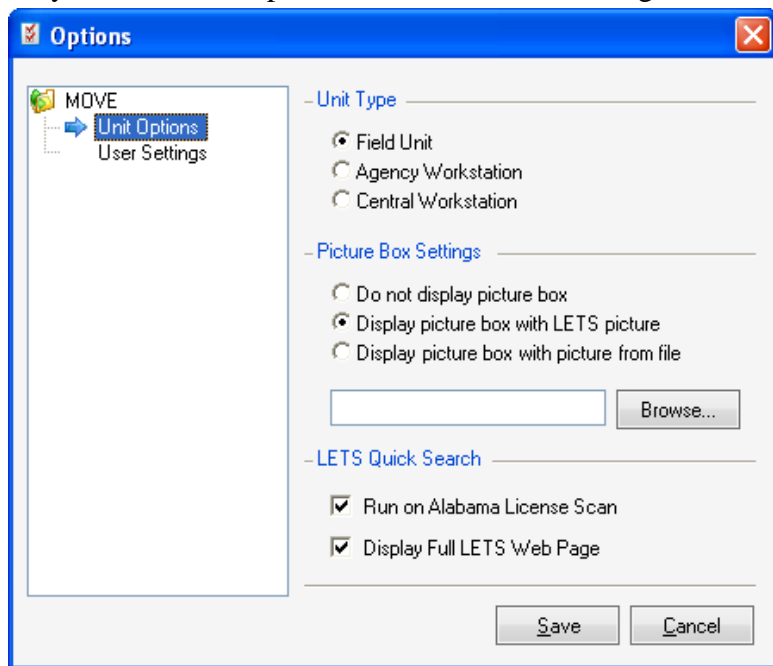 Options
MOVE
Unit Options
User Settings
Unit Type
Field Unit
Agency Workstation
Central Workstation
Picture Box Settings
Do not display picture box
Display picture box with LETS picture
Display picture box with picture from file
Browse...
LETS Quick Search
Run on Alabama License Scan
Display Full LETS Web Page
Save
Cancel